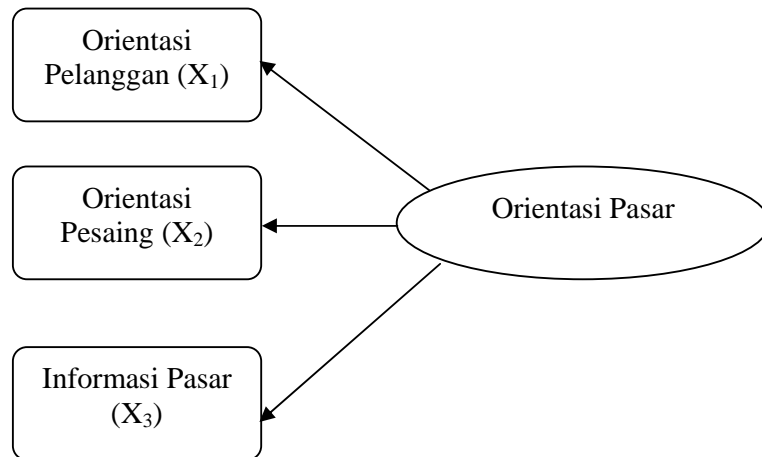 Orientasi
Pelanggan (X₁)
Orientasi
Pesaing (X₂)
Orientasi Pasar
Informasi Pasar
(X₃)